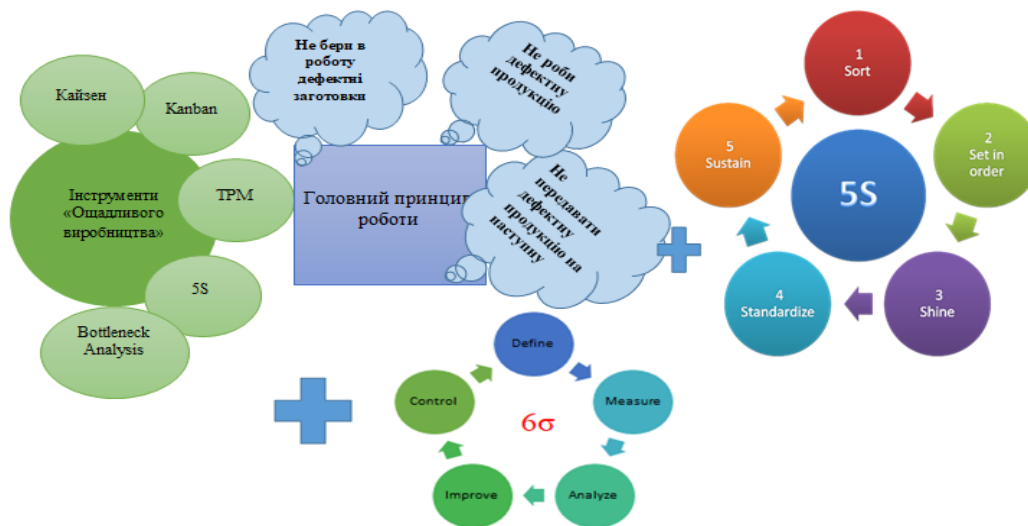 Кайзен
Kanban
TPM
5S
Bottleneck
Analysis
Інструменти
«Ощадливого
виробництва»
Не бери в
роботу
дефектні
заготовки
Не роби
дефектну
продукцію
Не
передавати
дефектну
продукцію на
наступну
Головний принцип
роботи
1
Sort
2
Set in
order
3
Shine
4
Standardize
5
Sustain
5S
Define
Measure
Analyze
Improve
Control
6σ